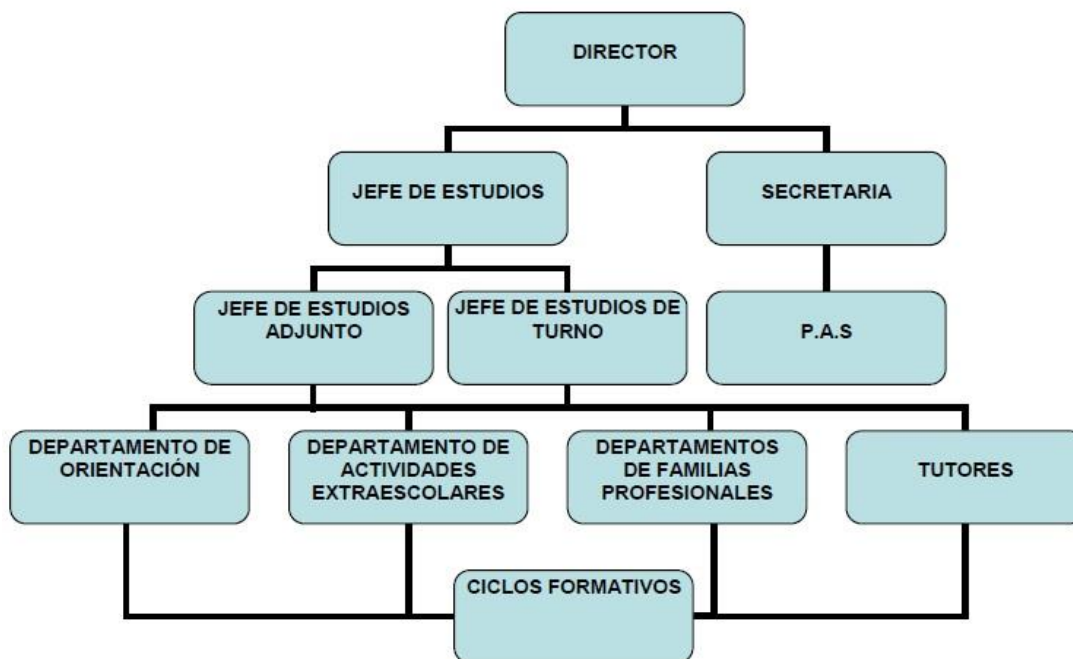 DIRECTOR
JEFE DE ESTUDIOS
SECRETARIA
JEFE DE ESTUDIOS
ADJUNTO
JEFE DE ESTUDIOS DE
TURNO
P.A.S
DEPARTAMENTO DE
ORIENTACIÓN
DEPARTAMENTO DE
ACTIVIDADES
EXTRAESCOLARES
DEPARTAMENTOS
DE FAMILIAS
PROFESIONALES
TUTORES
CICLOS FORMATIVOS